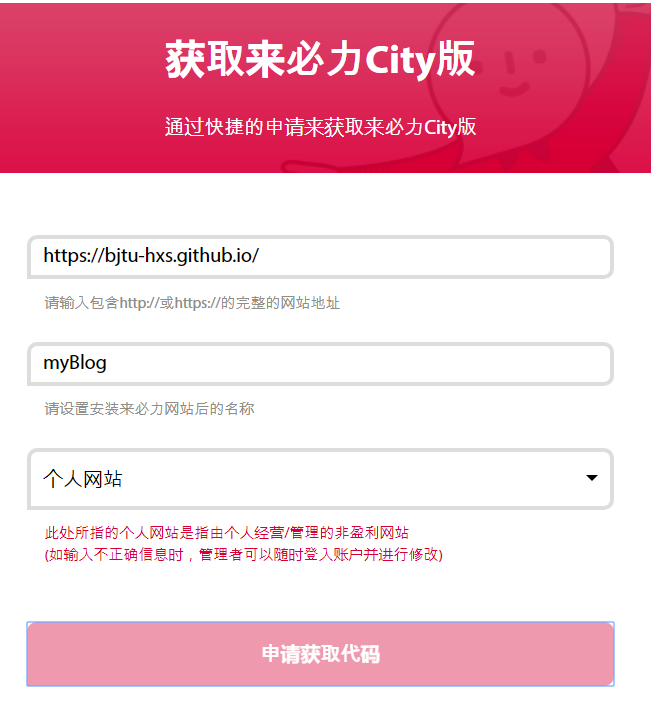 获取来必力City版
通过快捷的申请来获取来必力City版
https://bjtu-hxs.github.io/
请输入包含http://或https://的完整的网站地址
myBlog
请设置安装来必力网站后的名称
个人网站
此处所指的个人网站是指由个人经营/管理的非盈利网站
(如输入不正确信息时，管理者可以随时登入账户并进行修改)
申请获取代码